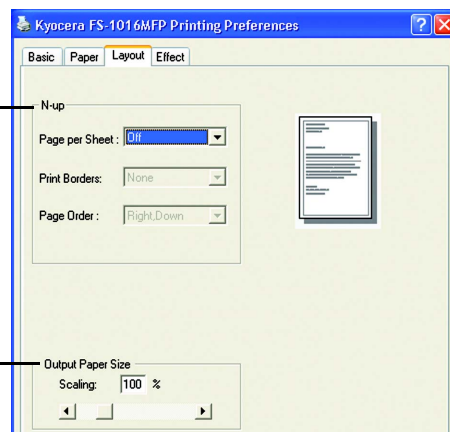 Kyocera FS-1016MFP Printing Preferences
Basic Paper Layout Effect
N-up
Page per Sheet : Off
Print Borders: None
Page Order : Right,Down
Output Paper Size
Scaling: 100 %